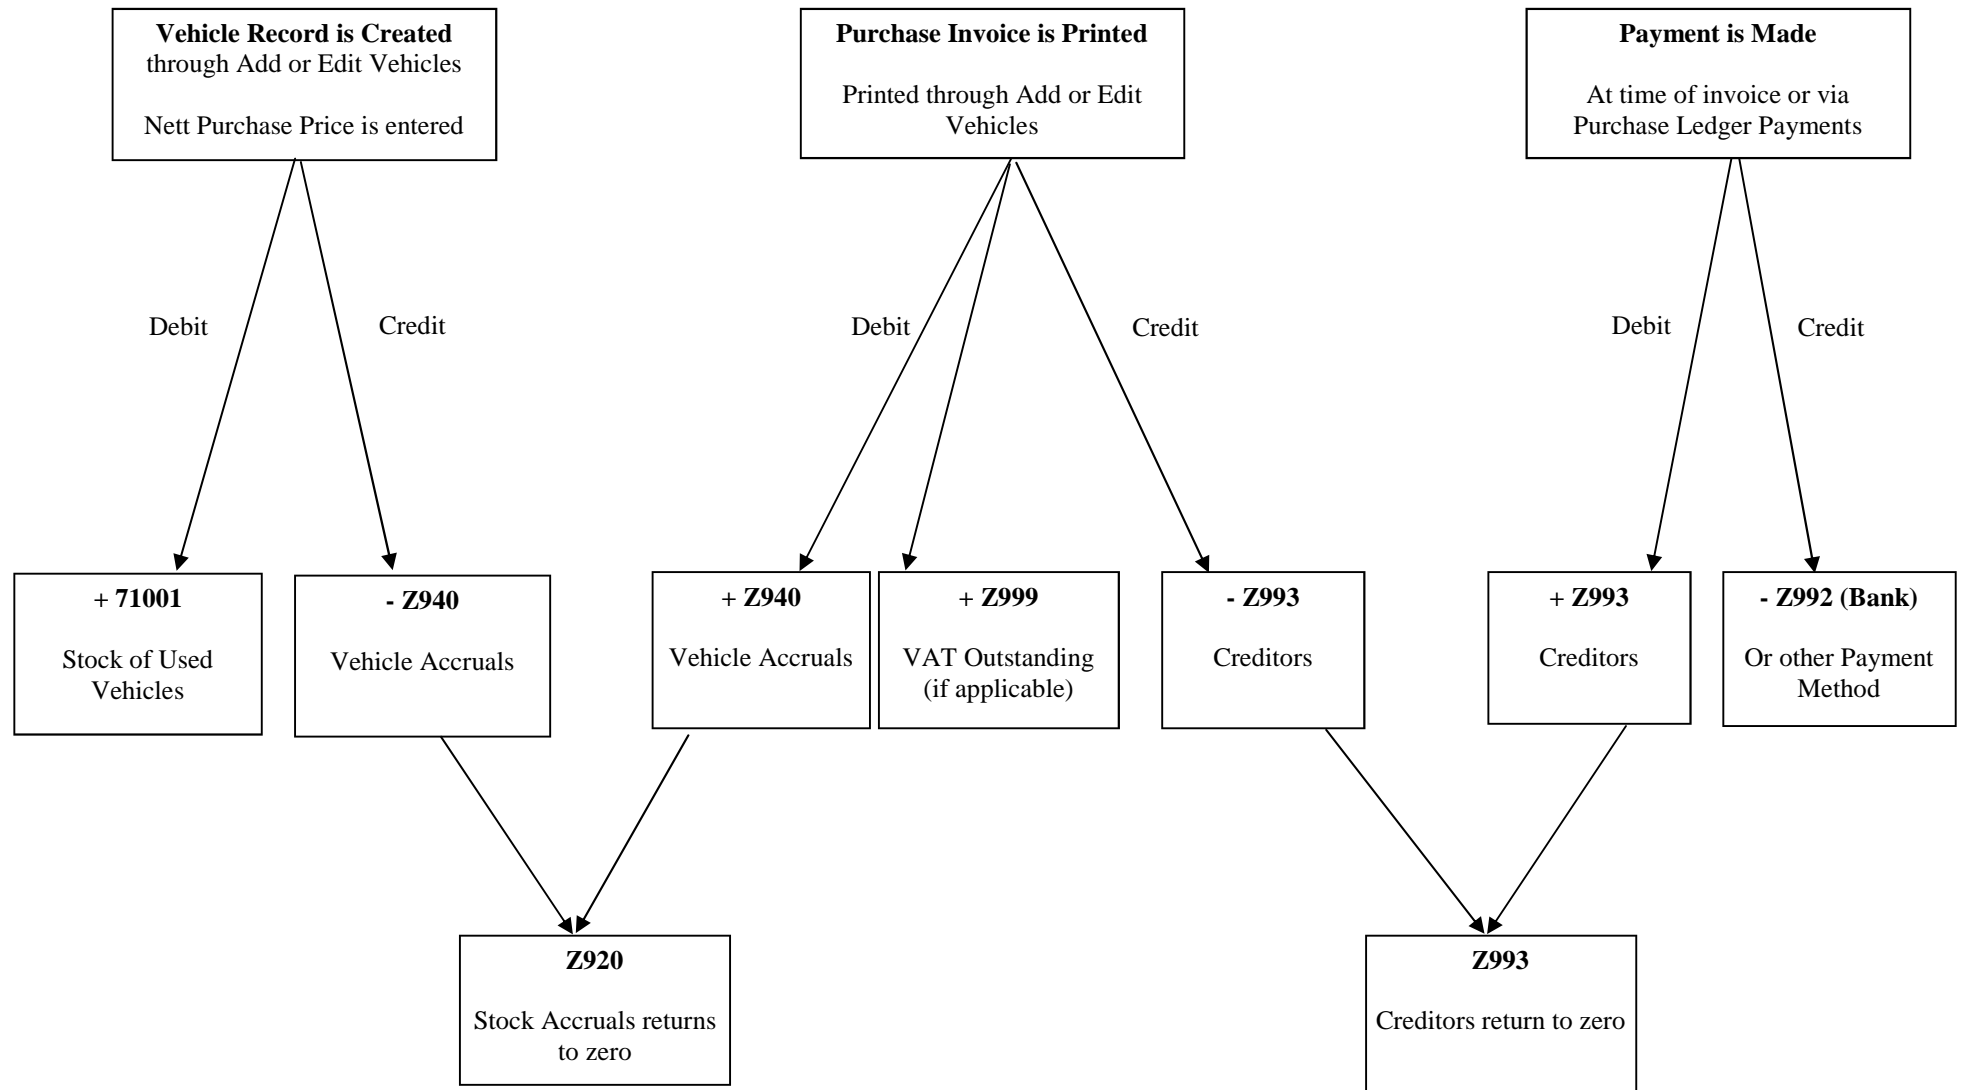 Vehicle Record is Created
through Add or Edit Vehicles
Nett Purchase Price is entered
Purchase Invoice is Printed
Printed through Add or Edit
Vehicles
Payment is Made
At time of invoice or via
Purchase Ledger Payments
Debit
Credit
Debit
Credit
Debit
Credit
+ 71001
Stock of Used
Vehicles
- Z940
Vehicle Accruals
+ Z940
Vehicle Accruals
+ Z999
VAT Outstanding
(if applicable)
- Z993
Creditors
+ Z993
Creditors
- Z992 (Bank)
Or other Payment
Method
Z920
Stock Accruals returns
to zero
Z993
Creditors return to zero